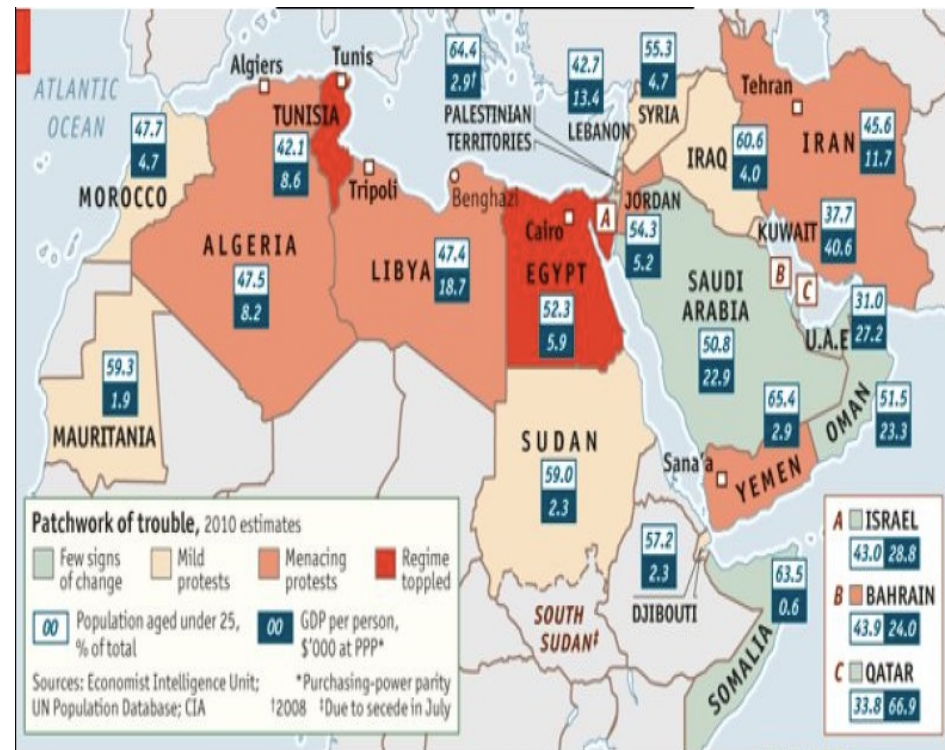 ATLANTIC
OCEAN
Algiers
Tunis
TUNISIA
42.1
8.6
47.7
4.7
MOROCCO
ALGERIA
47.5
8.2
59.3
1.9
MAURITANIA
Tripoli
Benghazi
LIBYA
47.4
18.7
64.4
2.9†
PALESTINIAN
TERRITORIES
42.7
13.4
LEBANON
55.3
4.7
SYRIA
Cairo
EGYPT
52.3
5.9
A
JORDAN
54.3
5.2
IRAQ
60.6
4.0
Tehran
IRAN
45.6
11.7
KUWAIT
37.7
40.6
B
C
SAUDI
ARABIA
50.8
22.9
U.A.E
31.0
27.2
OMAN
51.5
23.3
65.4
2.9
Sana'a
YEMEN
SUDAN
59.0
2.3
SOUTH
SUDAN‡
57.2
2.3
DJIBOUTI
63.5
0.6
SOMALIA
Patchwork of trouble, 2010 estimates
Few signs
of change
Mild
protests
Menacing
protests
Regime
toppled
00 Population aged under 25,
% of total
00 GDP per person,
$'000 at PPP*
Sources: Economist Intelligence Unit;
UN Population Database; CIA
*Purchasing-power parity
†2008 ‡Due to secede in July
A ISRAEL
43.0 28.8
B BAHRAIN
43.9 24.0
C QATAR
33.8 66.9